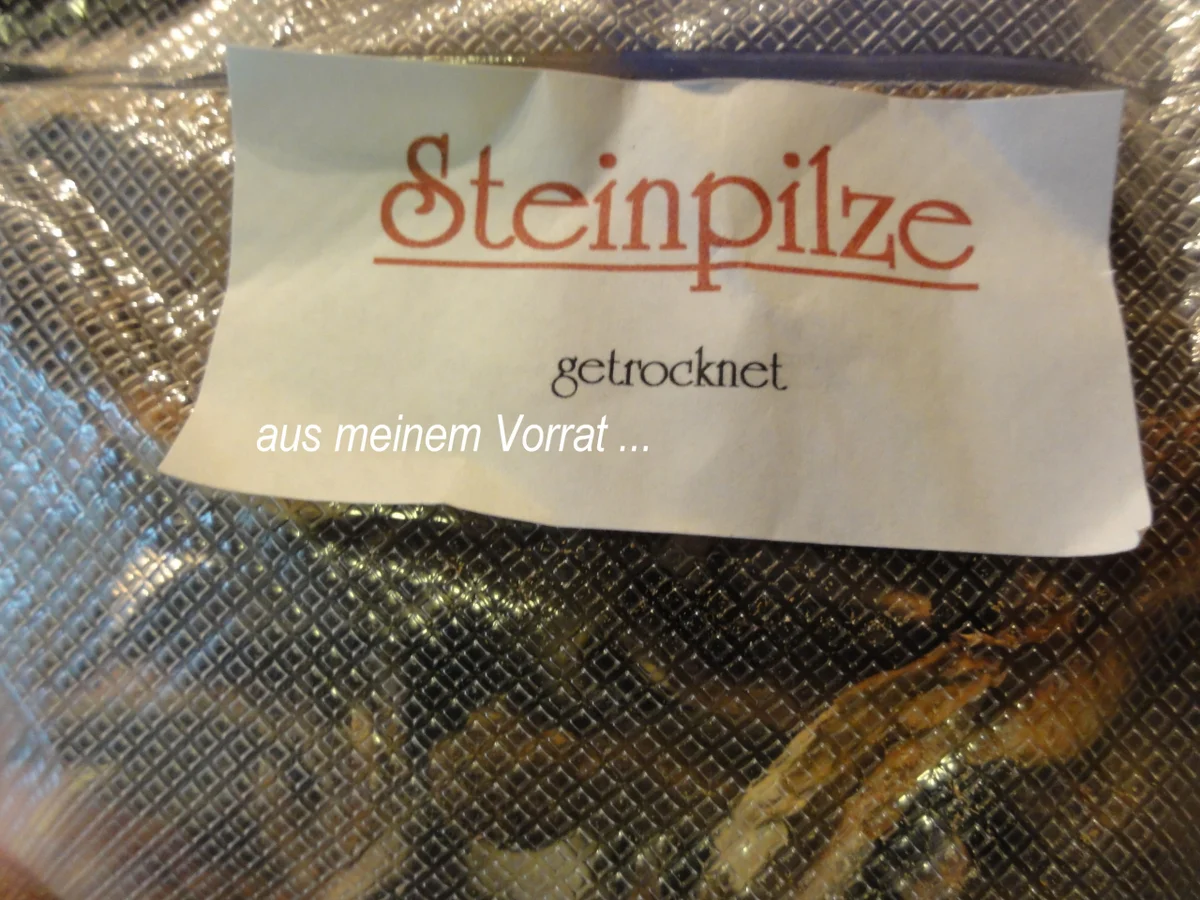 Steinpilze
getrocknet
aus meinem Vorrat ...